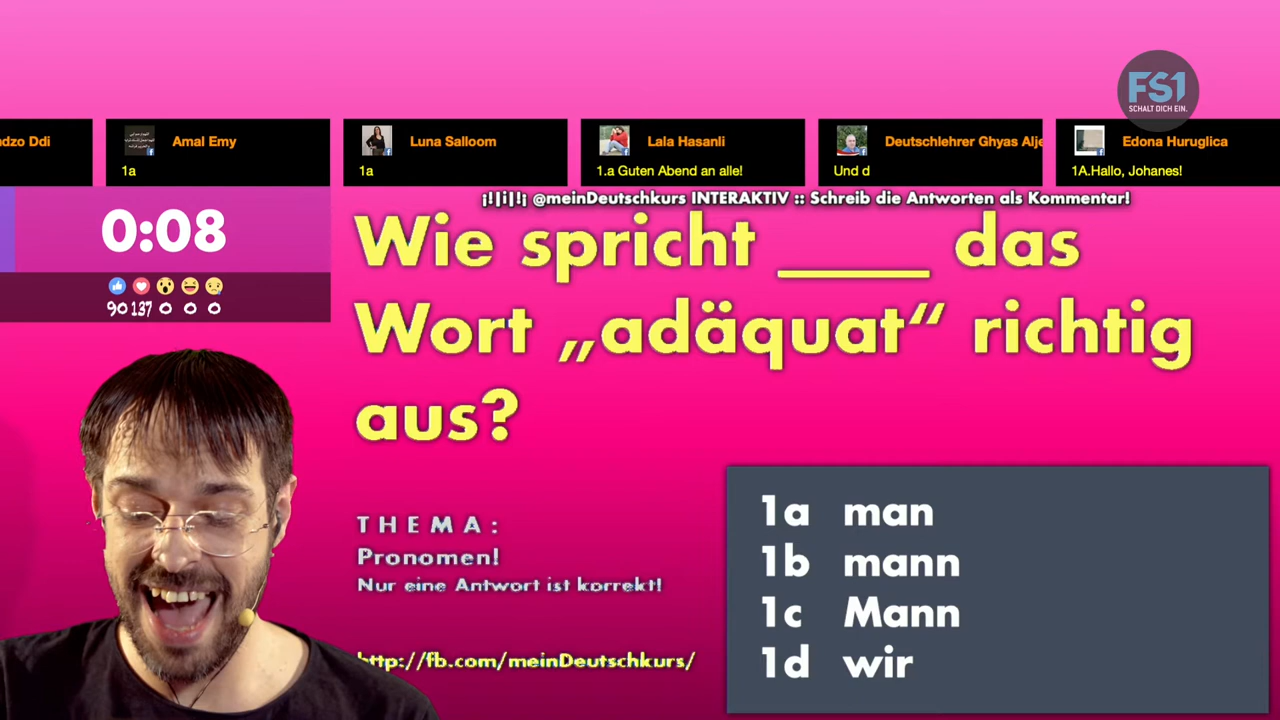 FS1
SCHALT DICH EIN.
ndzo Ddi
Amal Emy
1a
Luna Salloom
1a
Lala Hasanli
1.a Guten Abend an alle!
Deutschlehrer Ghyas Alje
Und d
Edona Huruglica
1A.Hallo, Johanes!
¡!|¡|!¡ @meinDeutschkurs INTERAKTIV :: Schreib die Antworten als Kommentar!
0:08
90 137 0 0 0
Wie spricht ____ das
Wort „adäquat“ richtig
aus?
THEMA:
Pronomen!
Nur eine Antwort ist korrekt!
http://fb.com/meinDeutschkurs/
1a man
1b mann
1c Mann
1d wir